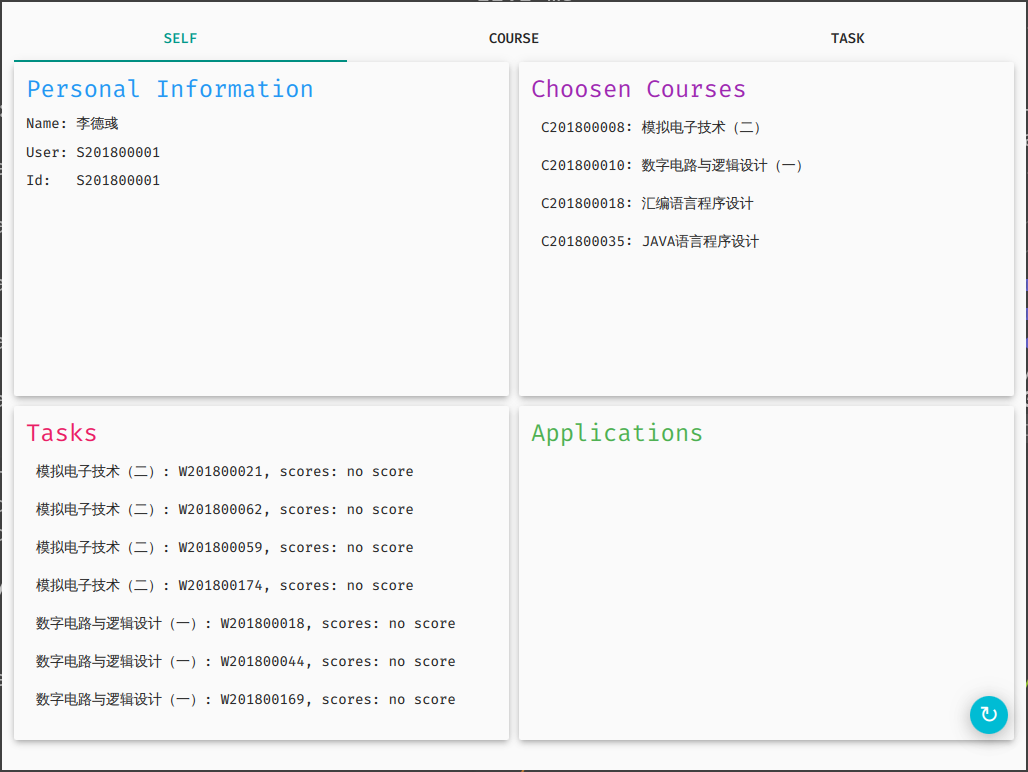 SELF
COURSE
TASK
Personal Information
Name: 李德彧
User: S201800001
Id: S201800001
Choosen Courses
C201800008: 模拟电子技术（二）
C201800010: 数字电路与逻辑设计（一）
C201800018: 汇编语言程序设计
C201800035: JAVA语言程序设计
Tasks
模拟电子技术（二）: W201800021, scores: no score
模拟电子技术（二）: W201800062, scores: no score
模拟电子技术（二）: W201800059, scores: no score
模拟电子技术（二）: W201800174, scores: no score
数字电路与逻辑设计（一）: W201800018, scores: no score
数字电路与逻辑设计（一）: W201800044, scores: no score
数字电路与逻辑设计（一）: W201800169, scores: no score
Applications